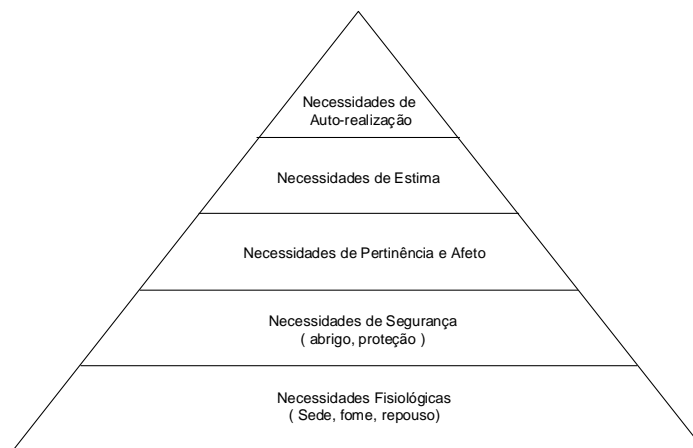 Necessidades de
Auto-realização
Necessidades de Estima
Necessidades de Pertinência e Afeto
Necessidades de Segurança
( abrigo, proteção )
Necessidades Fisiológicas
( Sede, fome, repouso)